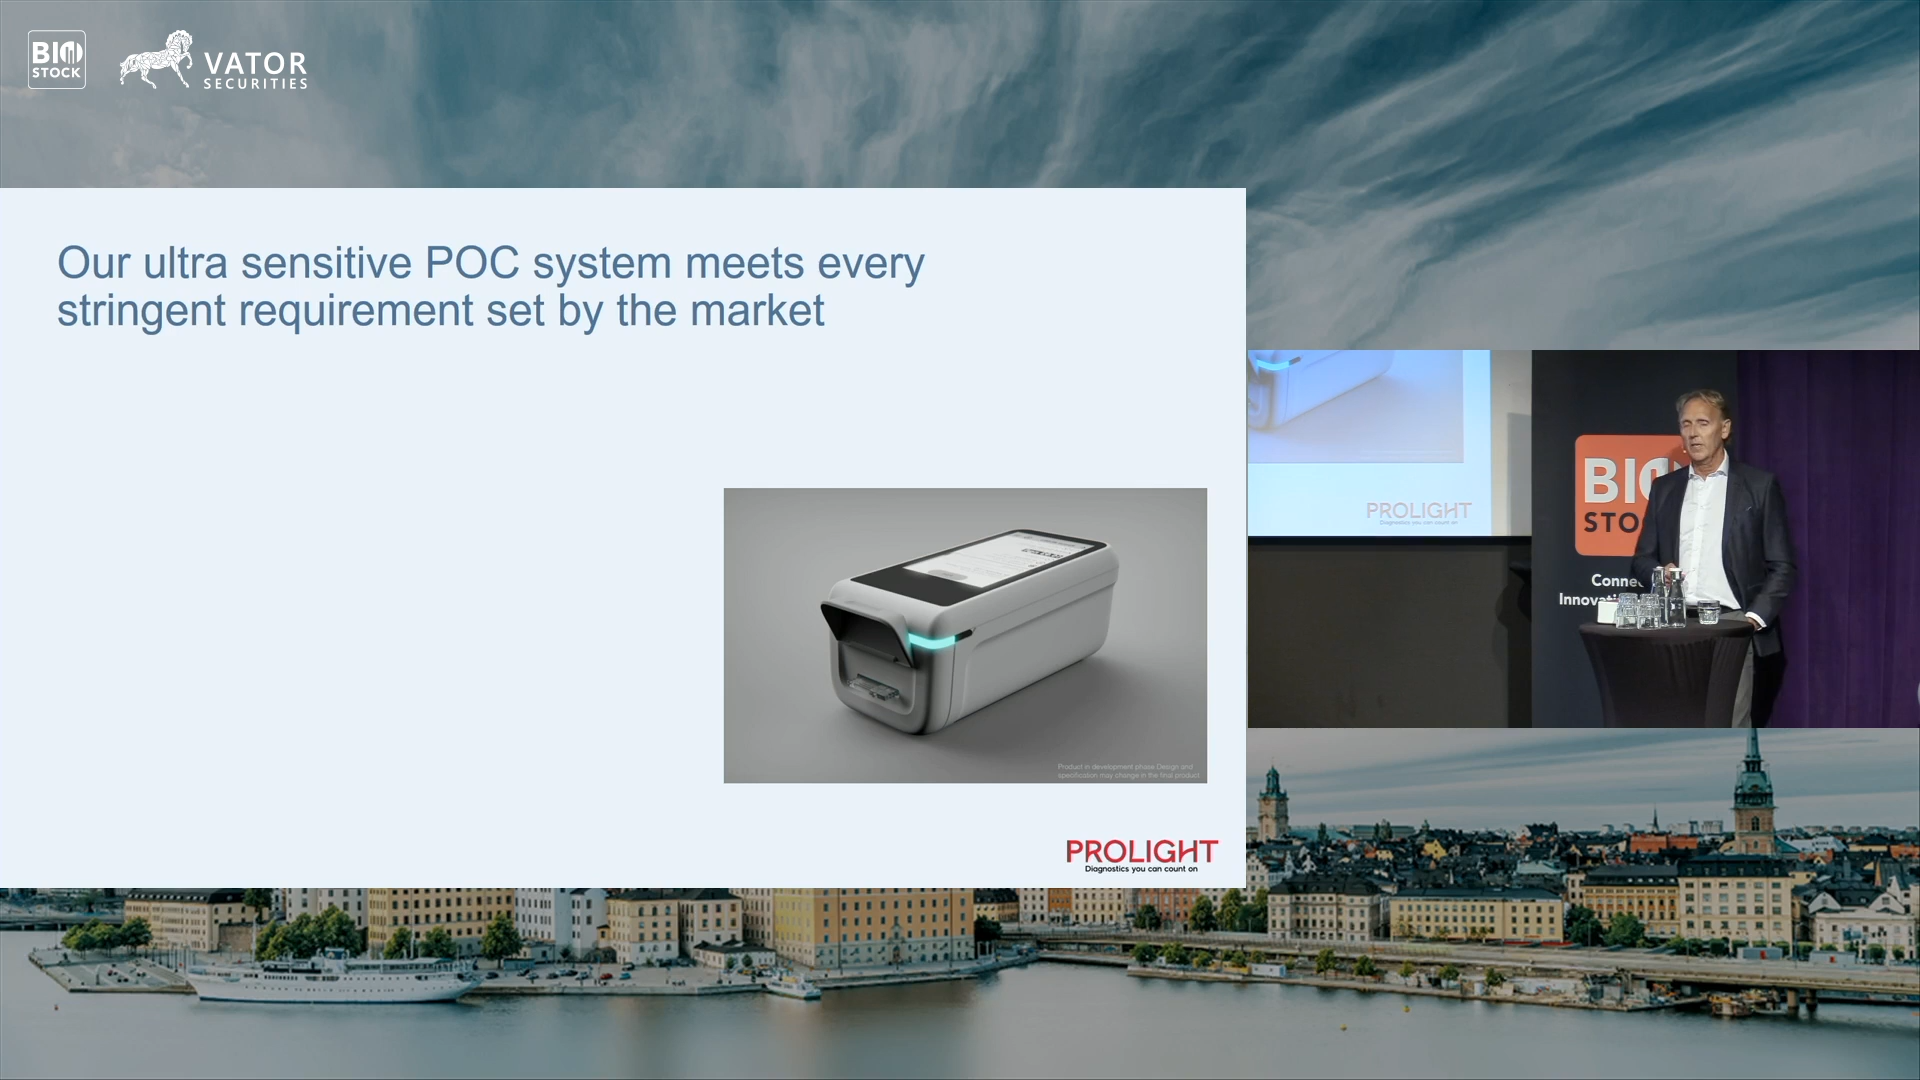 BIO
STOCK
VATOR
SECURITIES
Our ultra sensitive POC system meets every
stringent requirement set by the market
Product in development phase.Design and
specification may change in the final product
PROLIGHT
Diagnostics you can count on
PROLIGHT
Diagnostics you can count on
BIO
STO
Conne
Innovati